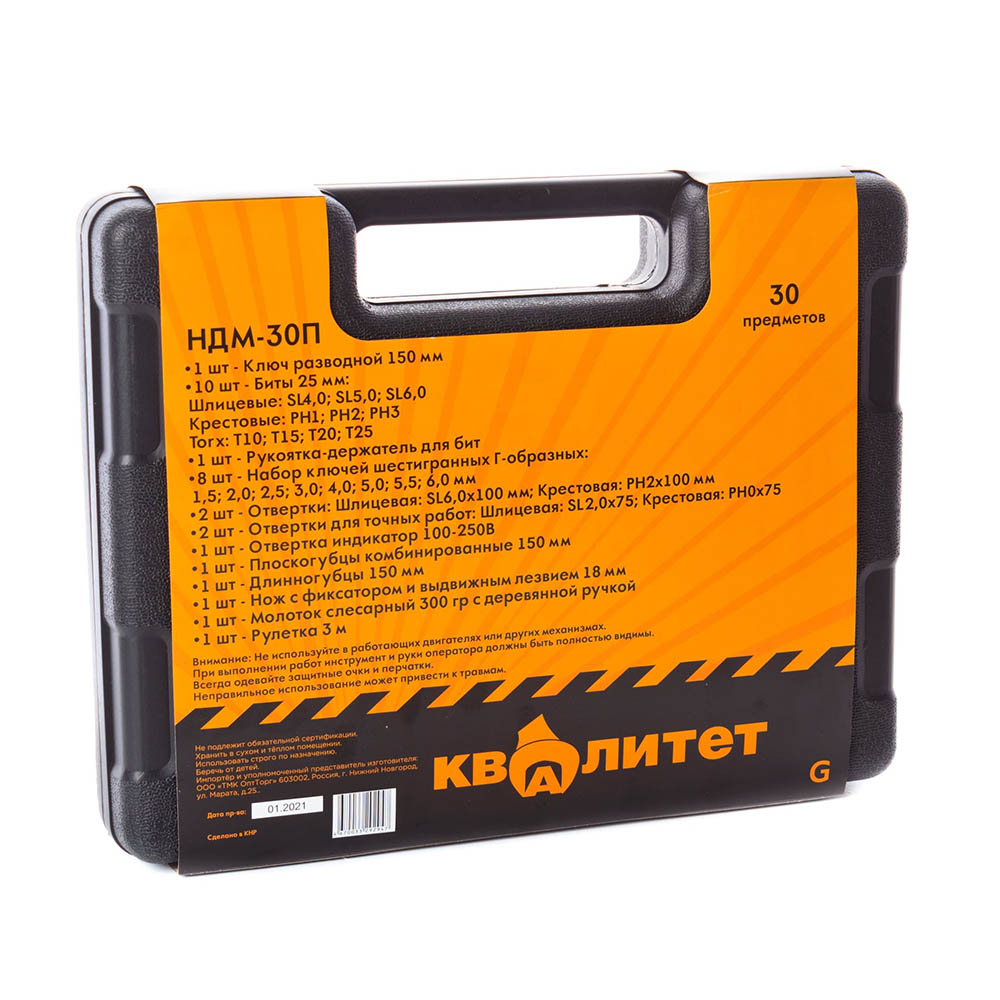 НДМ-30П
30
предметов
•1 шт - Ключ разводной 150 мм
•10 шт - Биты 25 мм:
Шлицевые: SL4,0; SL5,0; SL6,0
Крестовые: PH1; PH2; PH3
Torx: T10; T15; T20; T25
•1 шт - Рукоятка-держатель для бит
•8 шт - Набор ключей шестигранных Г-образных:
1,5; 2,0; 2,5; 3,0; 4,0; 5,0; 5,5; 6,0 мм
•2 шт - Отвертки: Шлицевая: SL6,0x100 мм; Крестовая: PH2x100 мм
•2 шт - Отвертки для точных работ: Шлицевая: SL2,0x75; Крестовая: PH0x75
•1 шт - Отвертка индикатор 100-250В
•1 шт - Плоскогубцы комбинированные 150 мм
•1 шт - Длинногубцы 150 мм
•1 шт - Нож с фиксатором и выдвижным лезвием 18 мм
•1 шт - Молоток слесарный 300 гр с деревянной ручкой
•1 шт - Рулетка 3 м
Внимание: Не используйте в работающих двигателях или других механизмах.
При выполнении работ инструмент и руки оператора должны быть полностью видимы.
Всегда одевайте защитные очки и перчатки.
Неправильное использование может привести к травмам.
Не подлежит обязательной сертификации.
Хранить в сухом и тёплом помещении.
Использовать строго по назначению.
Беречь от детей.
Импортёр и уполномоченный представитель изготовителя:
ООО «ТМК ОптТорг» 603002, Россия, г. Нижний Новгород,
ул. Марата, д.25..
Дата пр-ва: 01.2021
Сделано в КНР
КВАЛИТЕТ
G